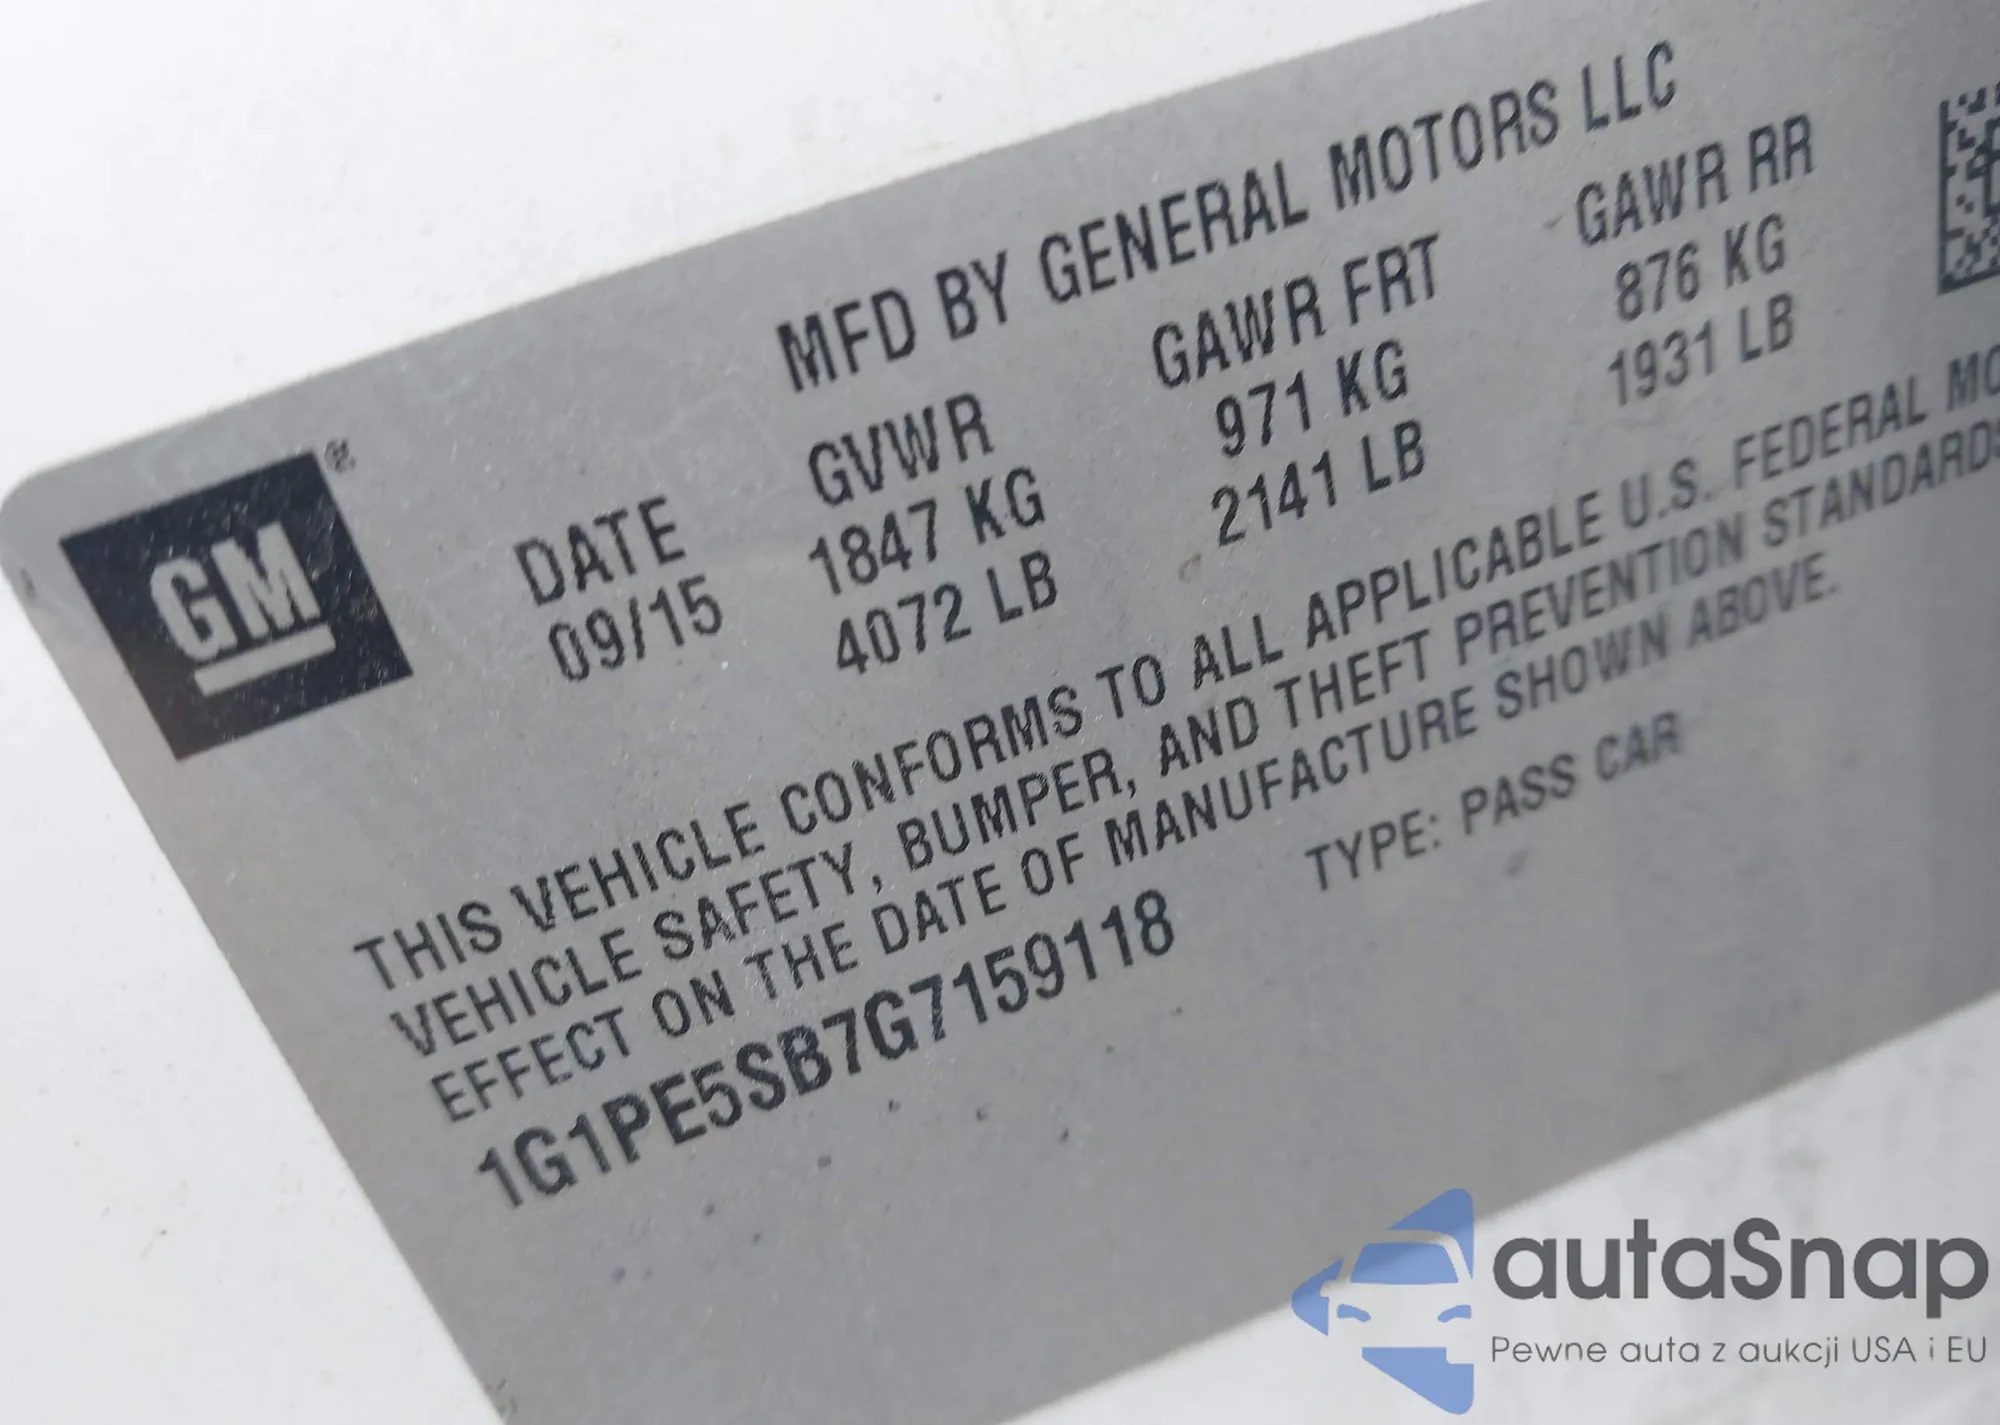 MFD BY GENERAL MOTORS LLC
GM®
DATE GVWR GAWR FRT GAWR RR
09/15 1847 KG 971 KG 876 KG
4072 LB 2141 LB 1931 LB
THIS VEHICLE CONFORMS TO ALL APPLICABLE U.S. FEDERAL MO
VEHICLE SAFETY, BUMPER, AND THEFT PREVENTION STANDARDS
EFFECT ON THE DATE OF MANUFACTURE SHOWN ABOVE.
1G1PE5SB7G7159118 TYPE: PASS CAR
autaSnap
Pewne auta z aukcji USA i EU